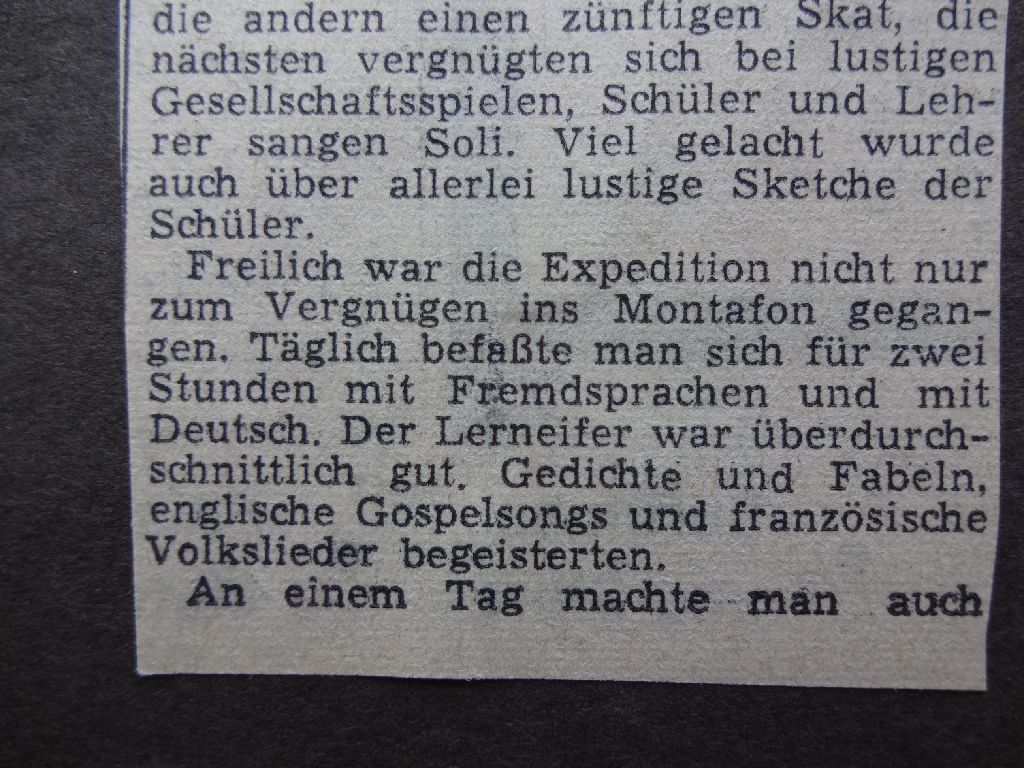 die andern einen zünftigen Skat, die
nächsten vergnügten sich bei lustigen
Gesellschaftsspielen, Schüler und Leh-
rer sangen Soli. Viel gelacht wurde
auch über allerlei lustige Sketche der
Schüler.
Freilich war die Expedition nicht nur
zum Vergnügen ins Montafon gegan-
gen. Täglich befaßte man sich für zwei
Stunden mit Fremdsprachen und mit
Deutsch. Der Lerneifer war überdurch-
schnittlich gut. Gedichte und Fabeln,
englische Gospelsongs und französische
Volkslieder begeisterten.
An einem Tag machte man auch